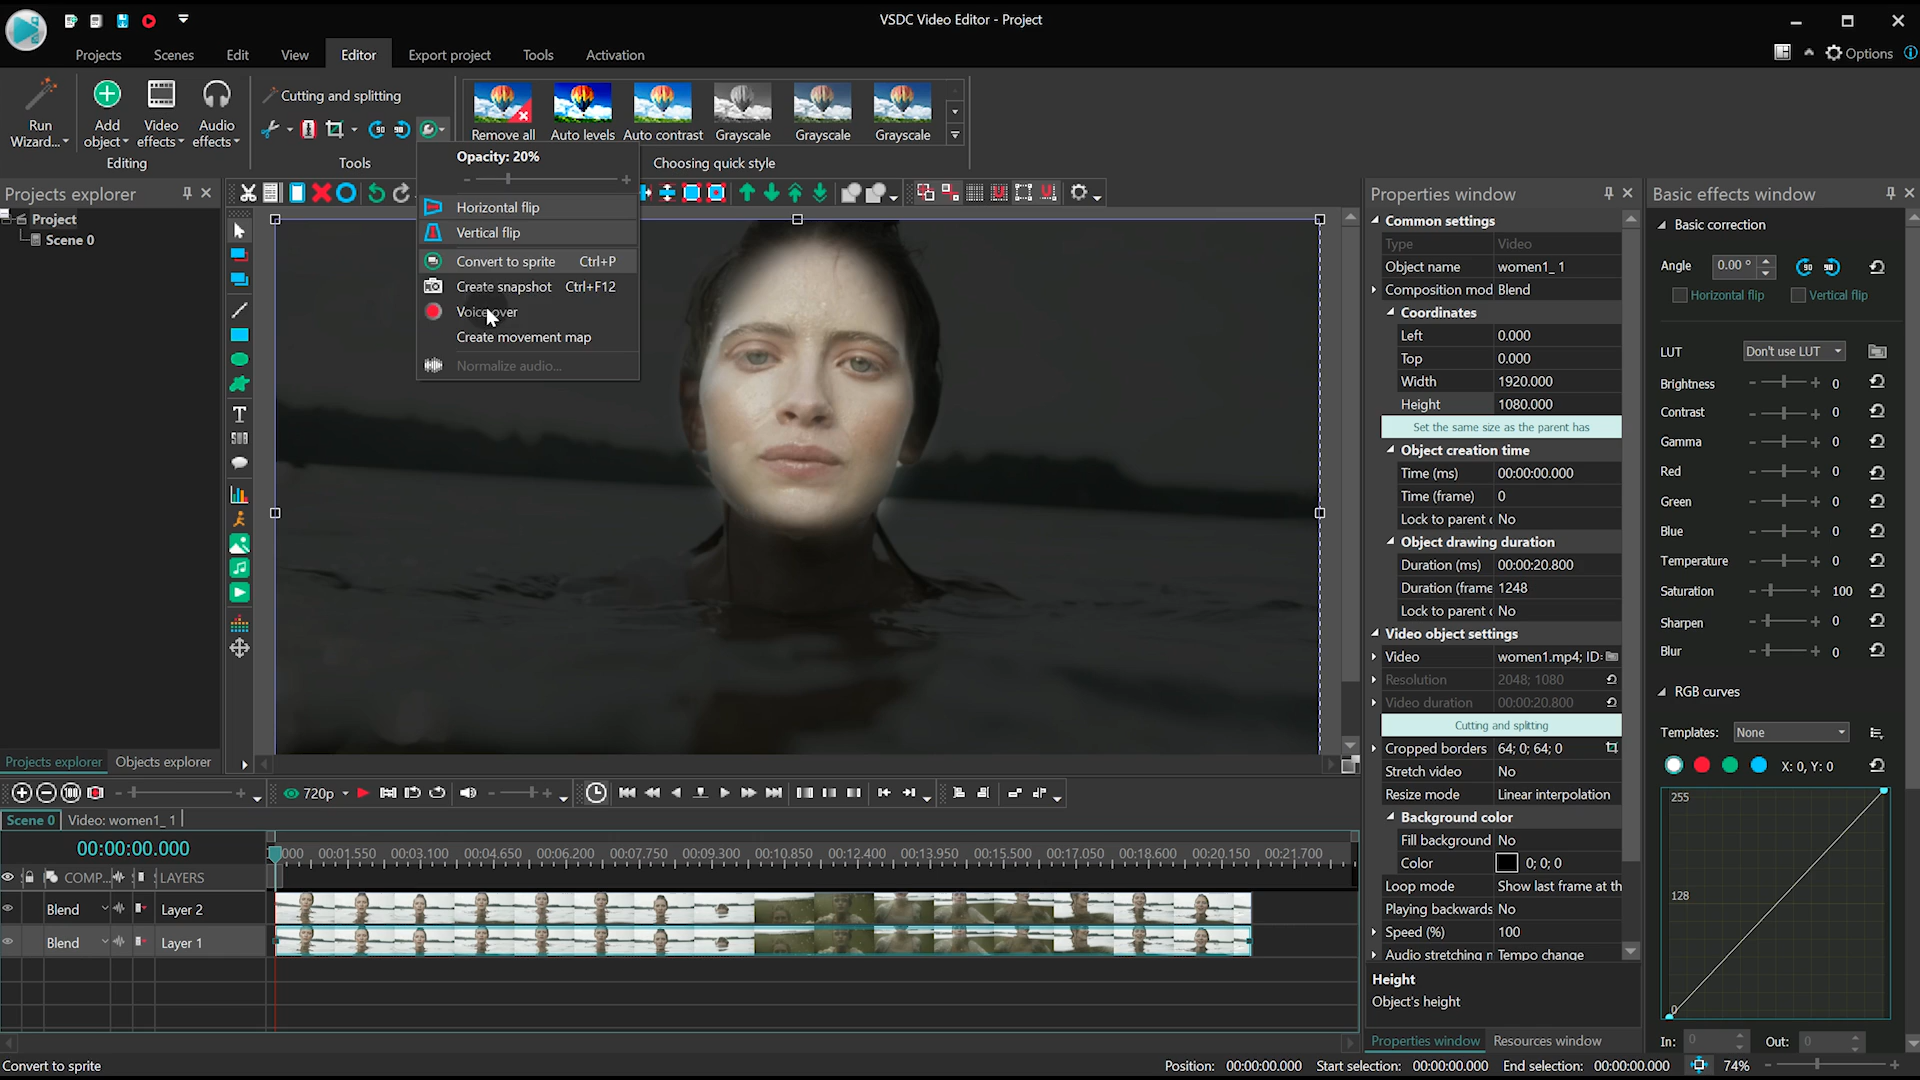 VSDC Video Editor - Project
Projects
Scenes
Edit
View
Editor
Export project
Tools
Activation
Options
Run
Wizard...
Add
object
Video
effects
Audio
effects
Editing
Cutting and splitting
Tools
Remove all
Auto levels
Auto contrast
Grayscale
Grayscale
Grayscale
Choosing quick style
Opacity: 20%
Horizontal flip
Vertical flip
Convert to sprite Ctrl+P
Create snapshot Ctrl+F12
Voice over
Create movement map
Normalize audio...
Projects explorer
Project
Scene 0
Projects explorer
Objects explorer
Properties window
Common settings
Type Video
Object name women1_ 1
Composition mod Blend
Coordinates
Left 0.000
Top 0.000
Width 1920.000
Height 1080.000
Set the same size as the parent has
Object creation time
Time (ms) 00:00:00.000
Time (frame) 0
Lock to parent No
Object drawing duration
Duration (ms) 00:00:20.800
Duration (frame 1248
Lock to parent No
Video object settings
Video women1.mp4; ID:
Resolution 2048; 1080
Video duration 00:00:20.800
Cutting and splitting
Cropped borders 64; 0; 64; 0
Stretch video No
Resize mode Linear interpolation
Background color
Fill background No
Color 0; 0; 0
Loop mode Show last frame at th
Playing backwards No
Speed (%) 100
Audio stretching Tempo change
Height
Object's height
Properties window
Resources window
Basic effects window
Basic correction
Angle 0.00 °
90
90
Horizontal flip
Vertical flip
LUT Don't use LUT
Brightness - + 0
Contrast - + 0
Gamma - + 0
Red - + 0
Green - + 0
Blue - + 0
Temperature - + 0
Saturation - + 100
Sharpen - + 0
Blur - + 0
RGB curves
Templates: None
X: 0, Y: 0
255
128
0
In: 0 Out: 0
SUB
T
720p
Scene 0
Video: women1_ 1
00:00:00.000
000 00:01.550 00:03.100 00:04.650 00:06.200 00:07.750 00:09.300 00:10.850 00:12.400 00:13.950 00:15.500 00:17.050 00:18.600 00:20.150 00:21.700
COMP... LAYERS
Blend Layer 2
Blend Layer 1
Convert to sprite
Position: 00:00:00.000 Start selection: 00:00:00.000 End selection: 00:00:00.000 74%